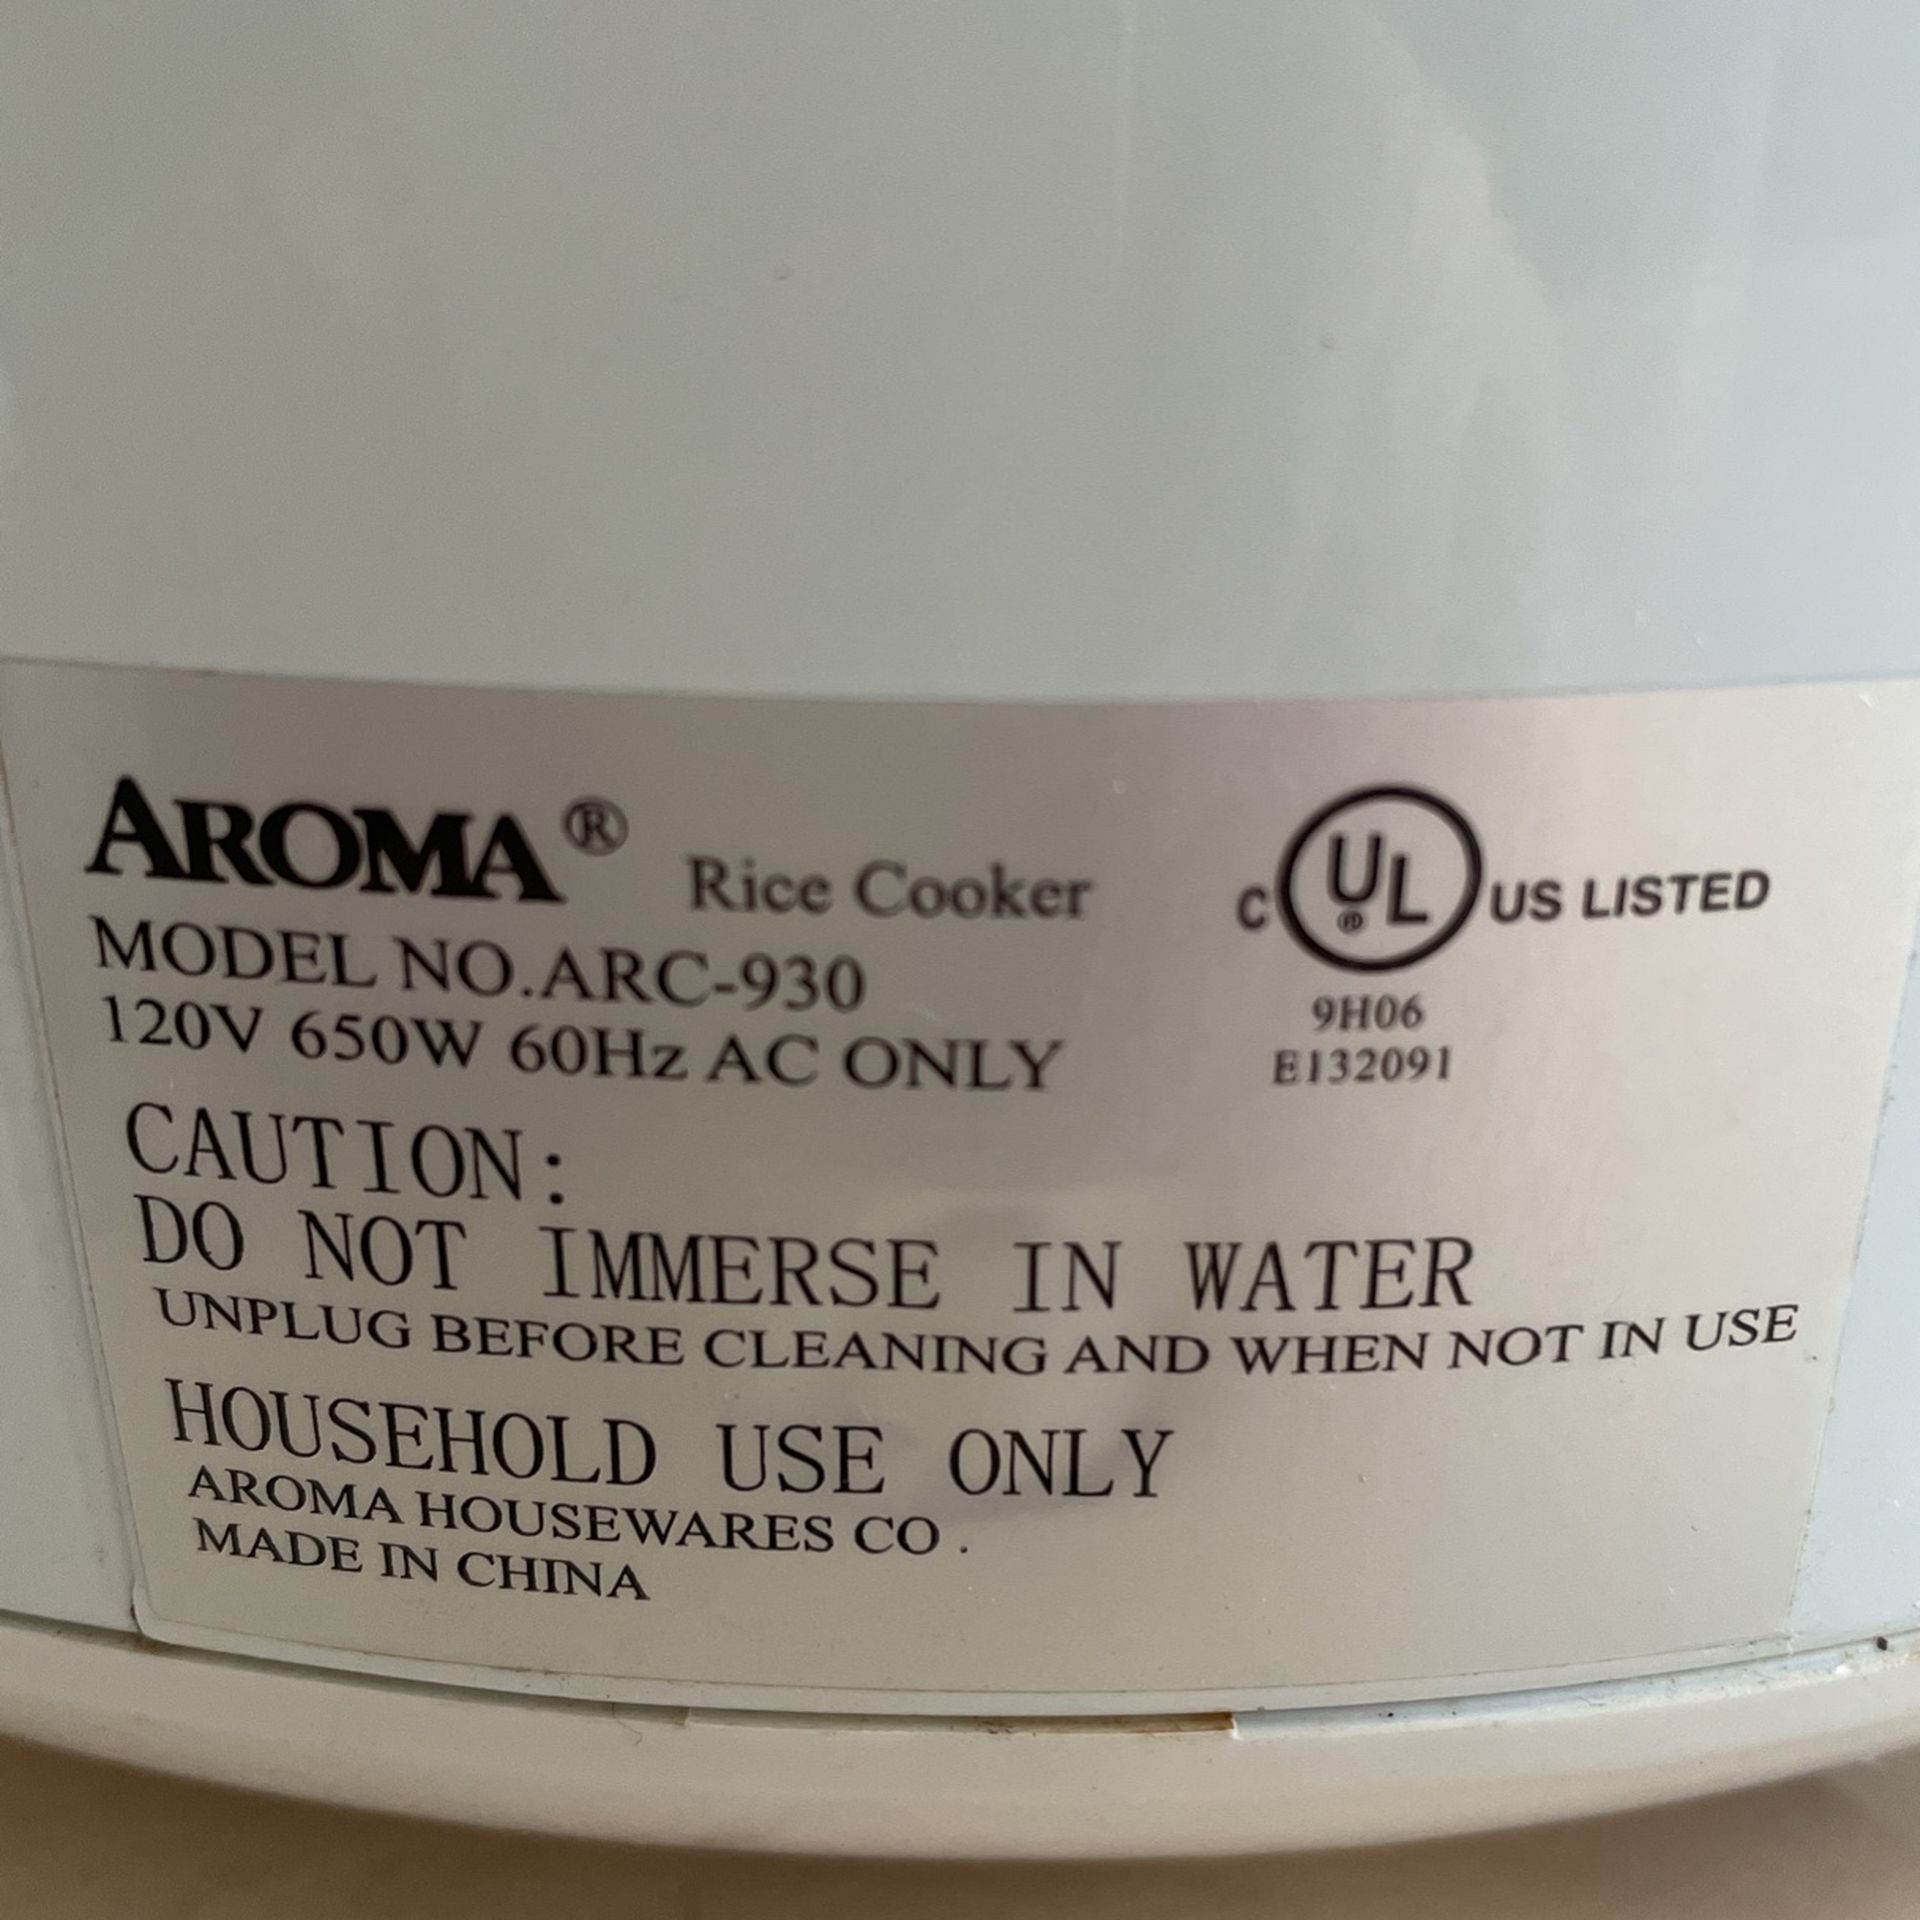 AROMA® Rice Cooker
MODEL NO.ARC-930
120V 650W 60Hz AC ONLY
C UL® US LISTED
9H06
E132091
CAUTION:
DO NOT IMMERSE IN WATER
UNPLUG BEFORE CLEANING AND WHEN NOT IN USE
HOUSEHOLD USE ONLY
AROMA HOUSEWARES CO .
MADE IN CHINA